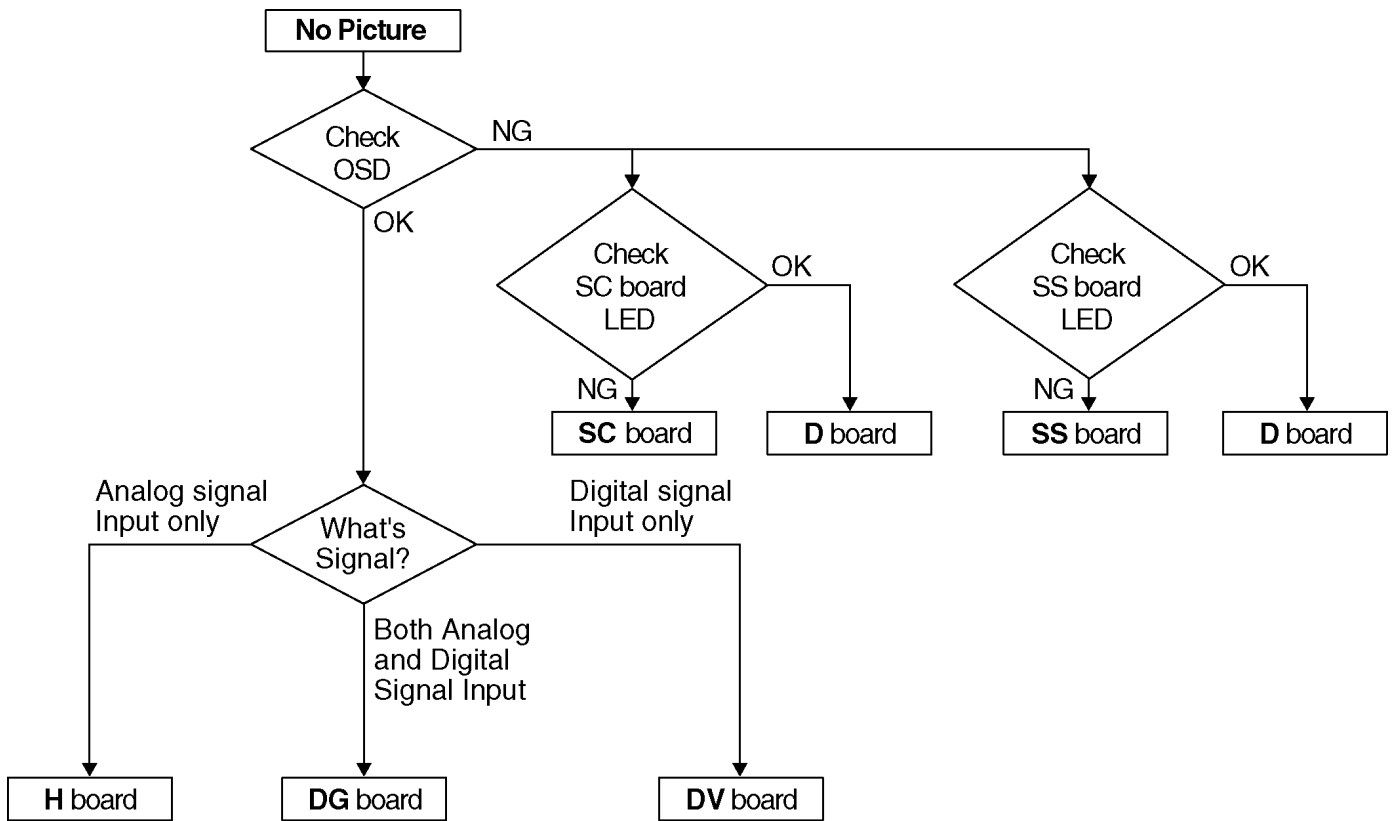 No Picture
Check
OSD
NG
OK
Check
SC board
LED
OK
NG
SC board
D board
Check
SS board
LED
OK
NG
SS board
D board
What's
Signal?
Analog signal
Input only
Digital signal
Input only
Both Analog
and Digital
Signal Input
H board
DG board
DV board